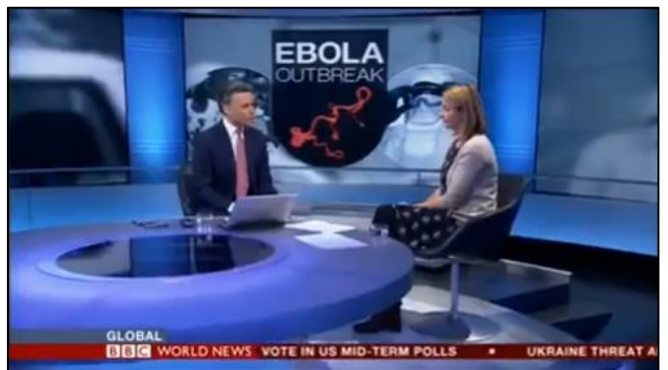 EBOLA
OUTBREAK
GLOBAL
BBC WORLD NEWS VOTE IN US MID-TERM POLLS • UKRAINE THREAT A